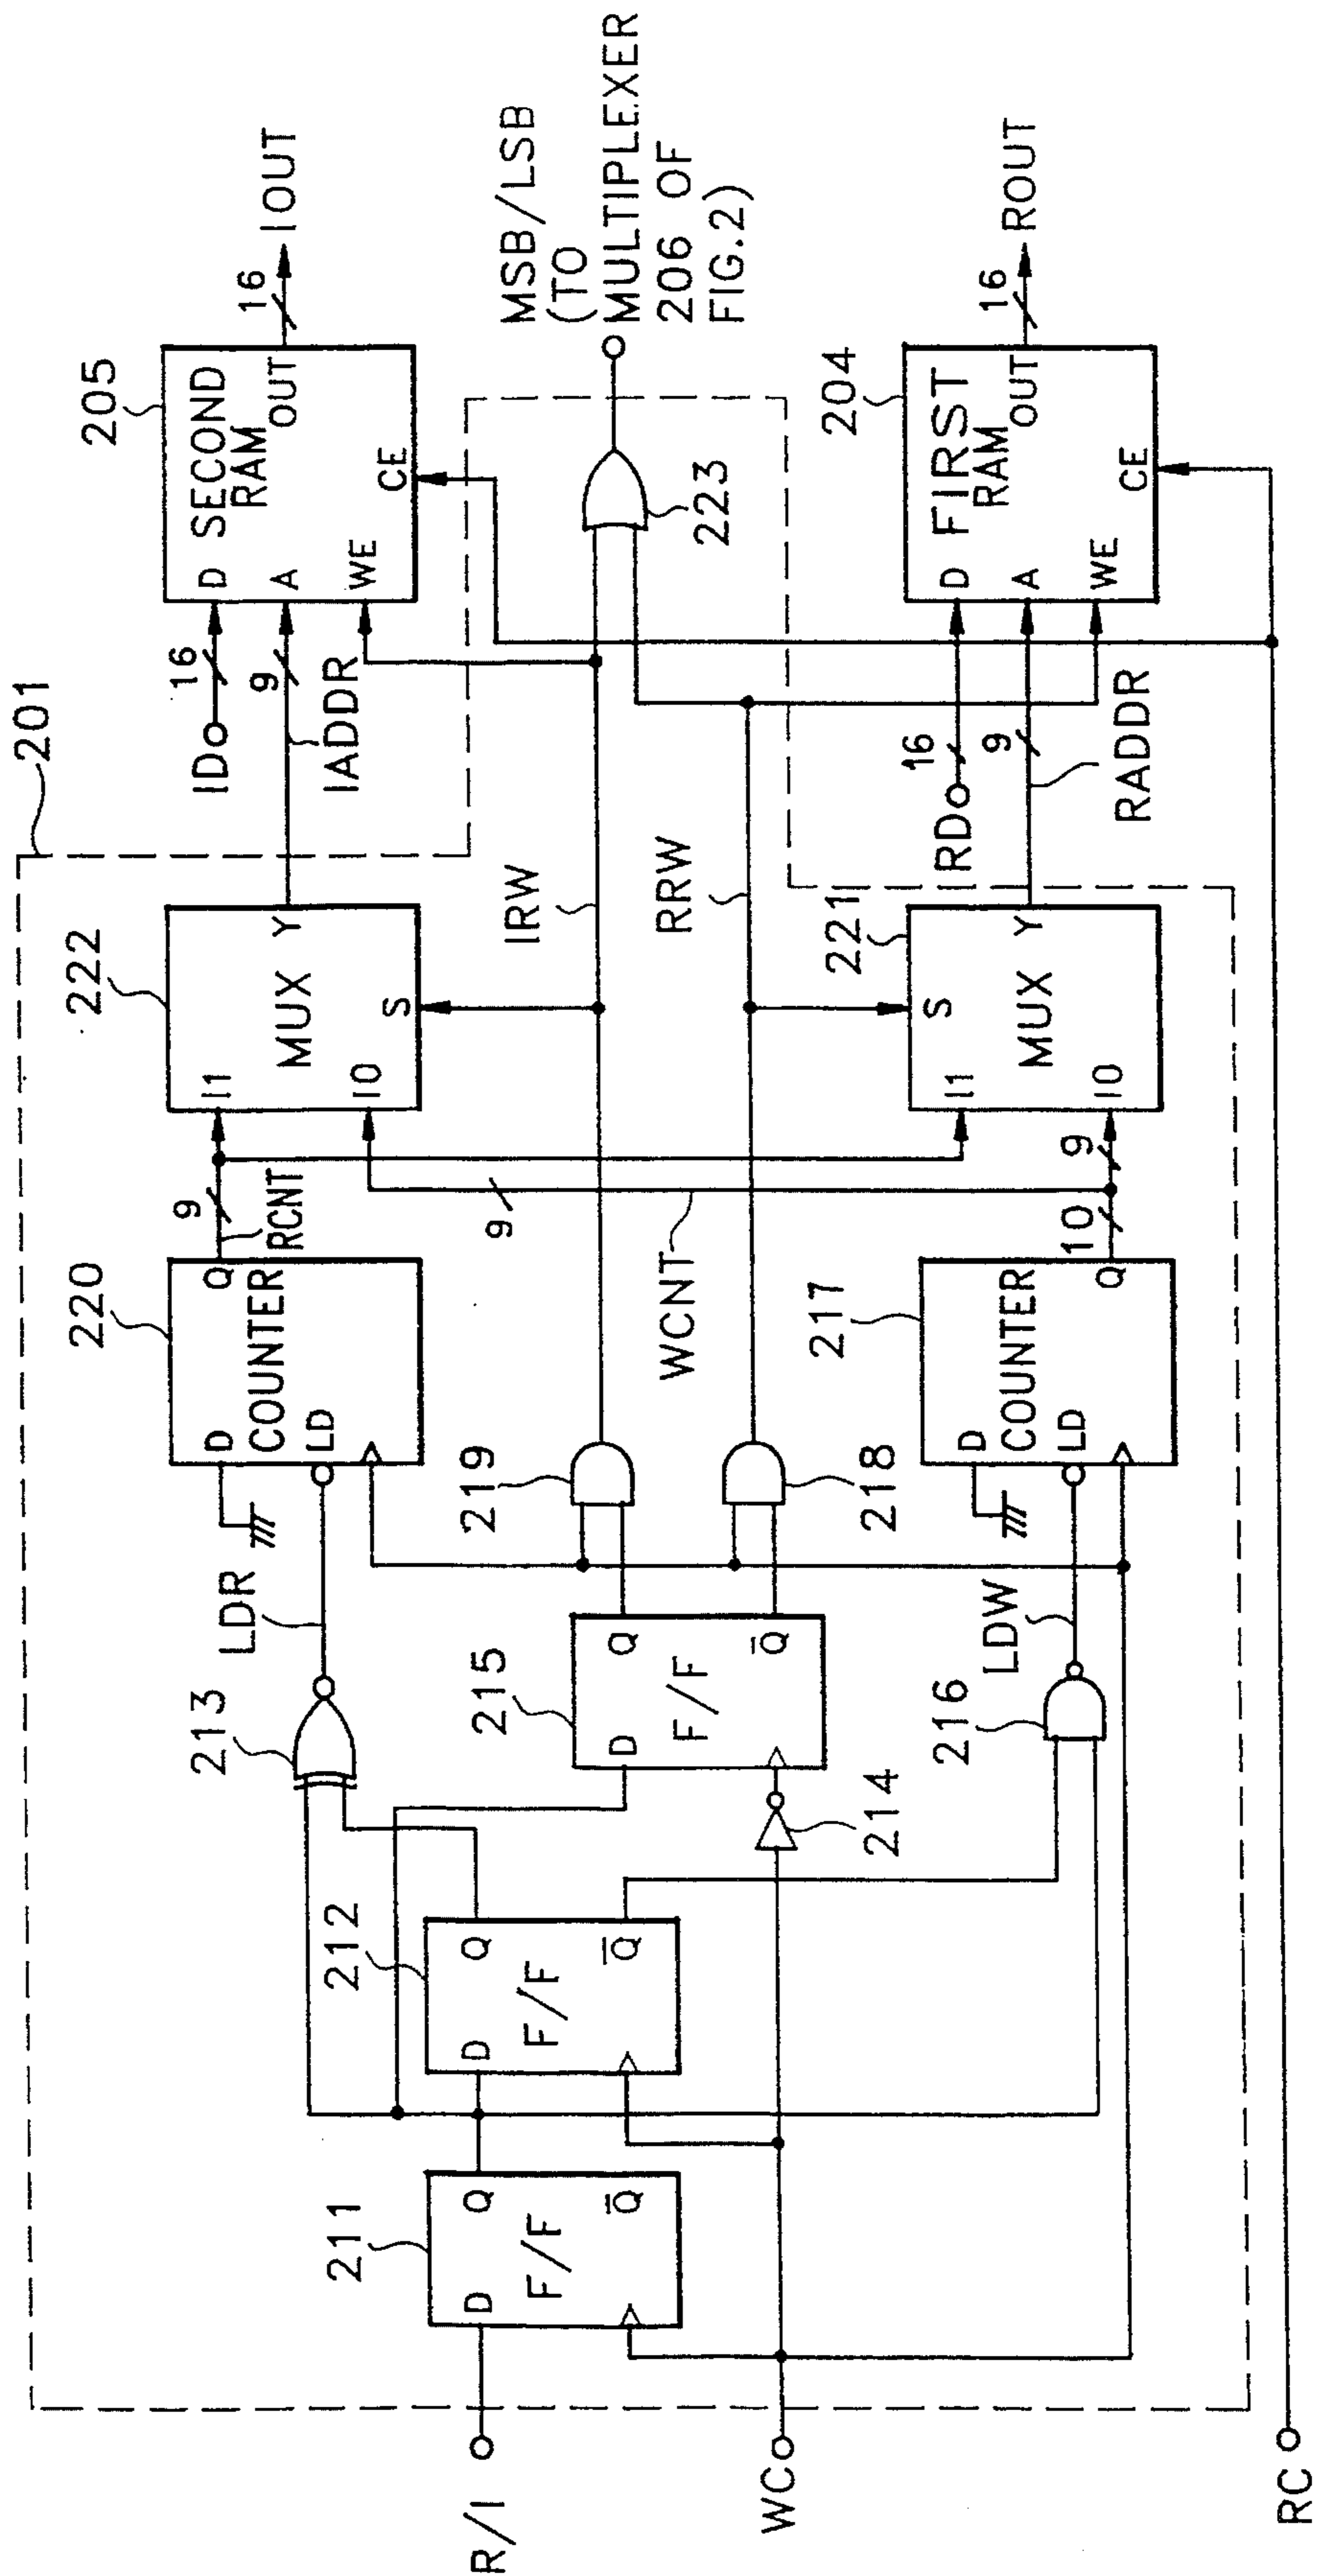 201
R/I
WC
RC
211
D
Q
F/F
Q̅
212
D
Q
F/F
Q̅
213
LDR
214
215
D
Q
F/F
Q̅
216
LDW
220
D
COUNTER
LD
Q
9
RCNT
219
218
217
D
COUNTER
LD
Q
10
9
9
WCNT
222
I1
MUX
I0
Y
S
221
I1
MUX
I0
Y
S
IRW
RRW
ID
16
9
IADDR
205
D SECOND
RAM
OUT
A
WE
CE
16
IOUT
223
MSB/LSB
(TO
MULTIPLEXER
206 OF
FIG.2)
RD
16
9
RADDR
204
D FIRST
RAM
OUT
A
WE
CE
16
ROUT